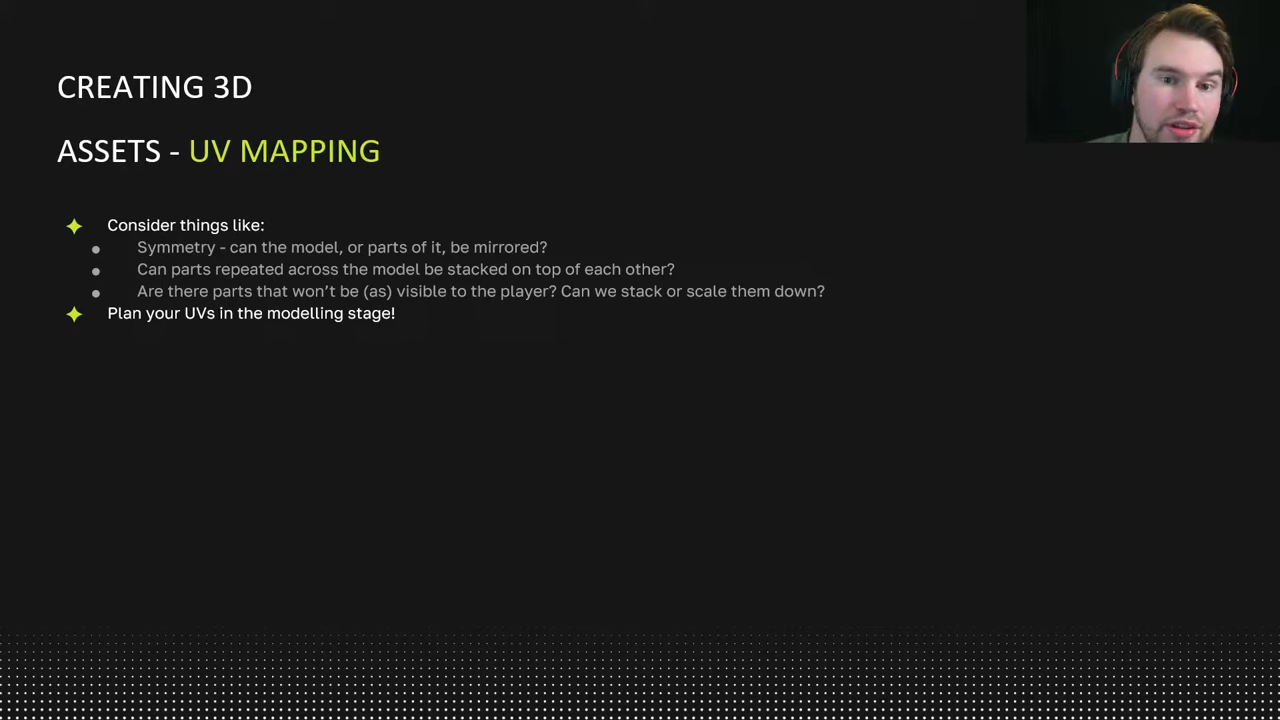 CREATING 3D
ASSETS - UV MAPPING
Consider things like:
Symmetry - can the model, or parts of it, be mirrored?
Can parts repeated across the model be stacked on top of each other?
Are there parts that won’t be (as) visible to the player? Can we stack or scale them down?
Plan your UVs in the modelling stage!